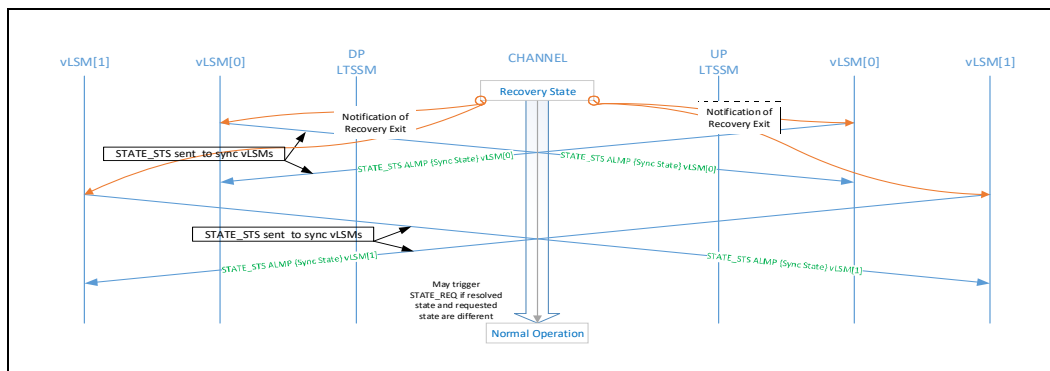 vLSM[1]
vLSM[0]
DP
LTSSM
CHANNEL
UP
LTSSM
vLSM[0]
vLSM[1]
Recovery State
Notification of
Recovery Exit
Notification of
Recovery Exit
STATE_STS sent to sync vLSMs
STATE_STS ALMP {Sync State} vLSM[0]
STATE_STS ALMP {Sync State} vLSM[0]
STATE_STS sent to sync vLSMs
STATE_STS ALMP {Sync State} vLSM[1]
STATE_STS ALMP {Sync State} vLSM[1]
May trigger
STATE_REQ if resolved
state and requested
state are different
Normal Operation